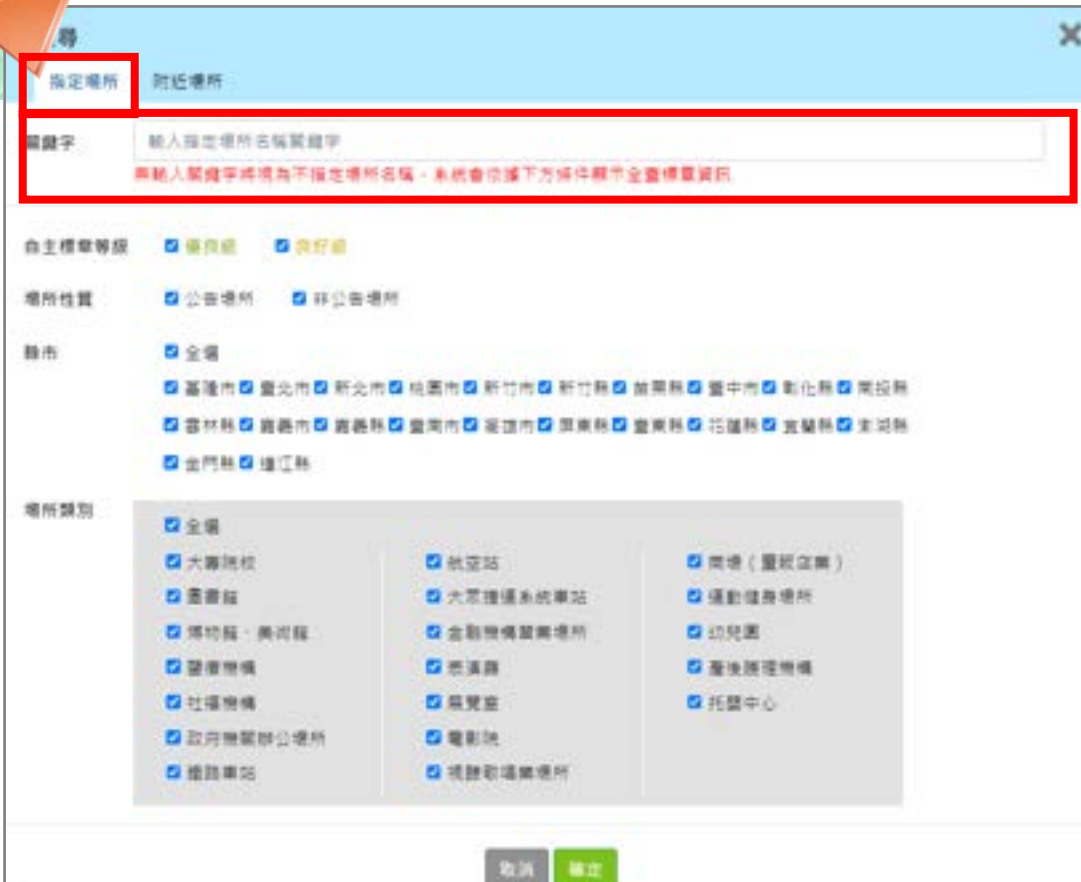 尋
指定場所 附近場所
關鍵字 輸入指定場所名稱關鍵字
無輸入關鍵字將視為不指定場所名稱，系統會依據下方條件顯示全臺標章資訊
自主標章等級 優良級 良好級
場所性質 公告場所 非公告場所
縣市 全選
基隆市 臺北市 新北市 桃園市 新竹市 新竹縣 苗栗縣 臺中市 彰化縣 南投縣
雲林縣 嘉義市 嘉義縣 臺南市 高雄市 屏東縣 臺東縣 花蓮縣 宜蘭縣 澎湖縣
金門縣 連江縣
場所類別 全選
大專院校 航空站 商場（量販店業）
圖書館 大眾捷運系統車站 運動健身場所
博物館、美術館 金融機構營業場所 幼兒園
醫療機構 表演廳 產後護理機構
社福機構 展覽室 托嬰中心
政府機關辦公場所 電影院
鐵路車站 視聽歌唱業場所
取消 確定